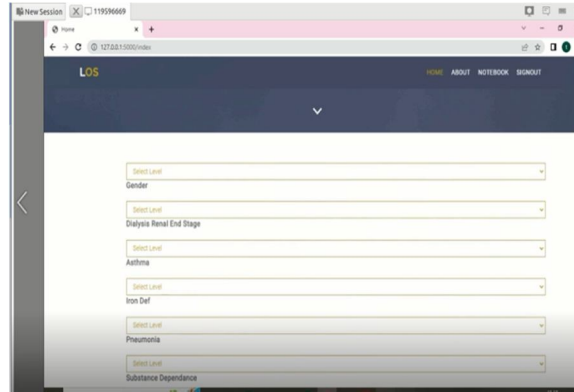 New Session
119596669
Home
127.0.0.1:5000/index
LOS
HOME ABOUT NOTEBOOK SIGNOUT
Select Level
Gender
Select Level
Dialysis Renal End Stage
Select Level
Asthma
Select Level
Iron Def
Select Level
Pneumonia
Select Level
Substance Dependance